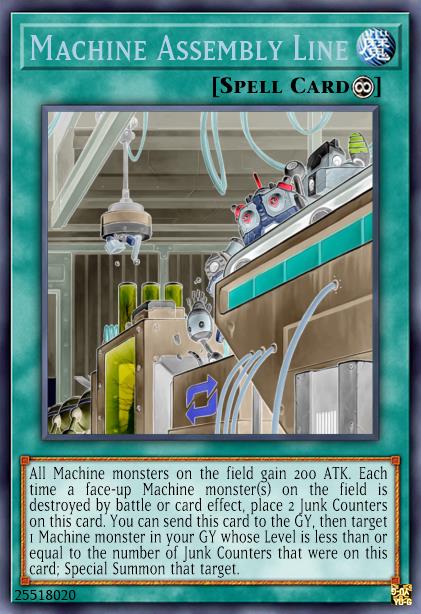 MACHINE ASSEMBLY LINE
魔
[SPELL CARD]
All Machine monsters on the field gain 200 ATK. Each
time a face-up Machine monster(s) on the field is
destroyed by battle or card effect, place 2 Junk Counters
on this card. You can send this card to the GY, then target
1 Machine monster in your GY whose Level is less than or
equal to the number of Junk Counters that were on this
card; Special Summon that target.
25518020